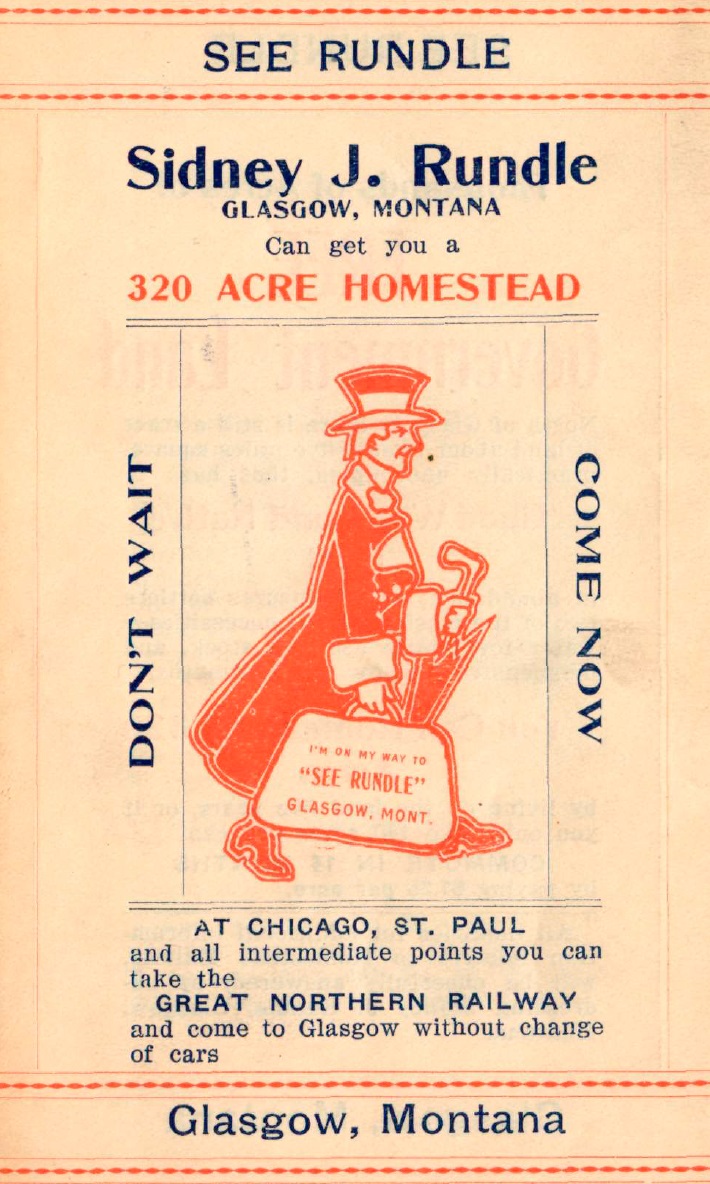 SEE RUNDLE
Sidney J. Rundle
GLASGOW, MONTANA
Can get you a
320 ACRE HOMESTEAD
DON'T WAIT
COME NOW
I'M ON MY WAY TO
"SEE RUNDLE"
GLASGOW, MONT.
AT CHICAGO, ST. PAUL
and all intermediate points you can
take the
GREAT NORTHERN RAILWAY
and come to Glasgow without change
of cars
Glasgow, Montana